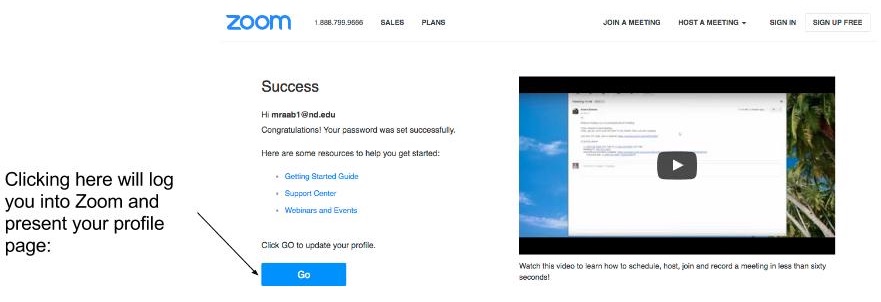 zoom 1.888.799.9666 SALES PLANS JOIN A MEETING HOST A MEETING SIGN IN SIGN UP FREE
Success
Hi mraab1@nd.edu
Congratulations! Your password was set successfully.
Here are some resources to help you get started:
Getting Started Guide
Support Center
Webinars and Events
Clicking here will log
you into Zoom and
present your profile
page:
Click GO to update your profile.
Go
Watch this video to learn how to schedule, host, join and record a meeting in less than sixty
seconds!